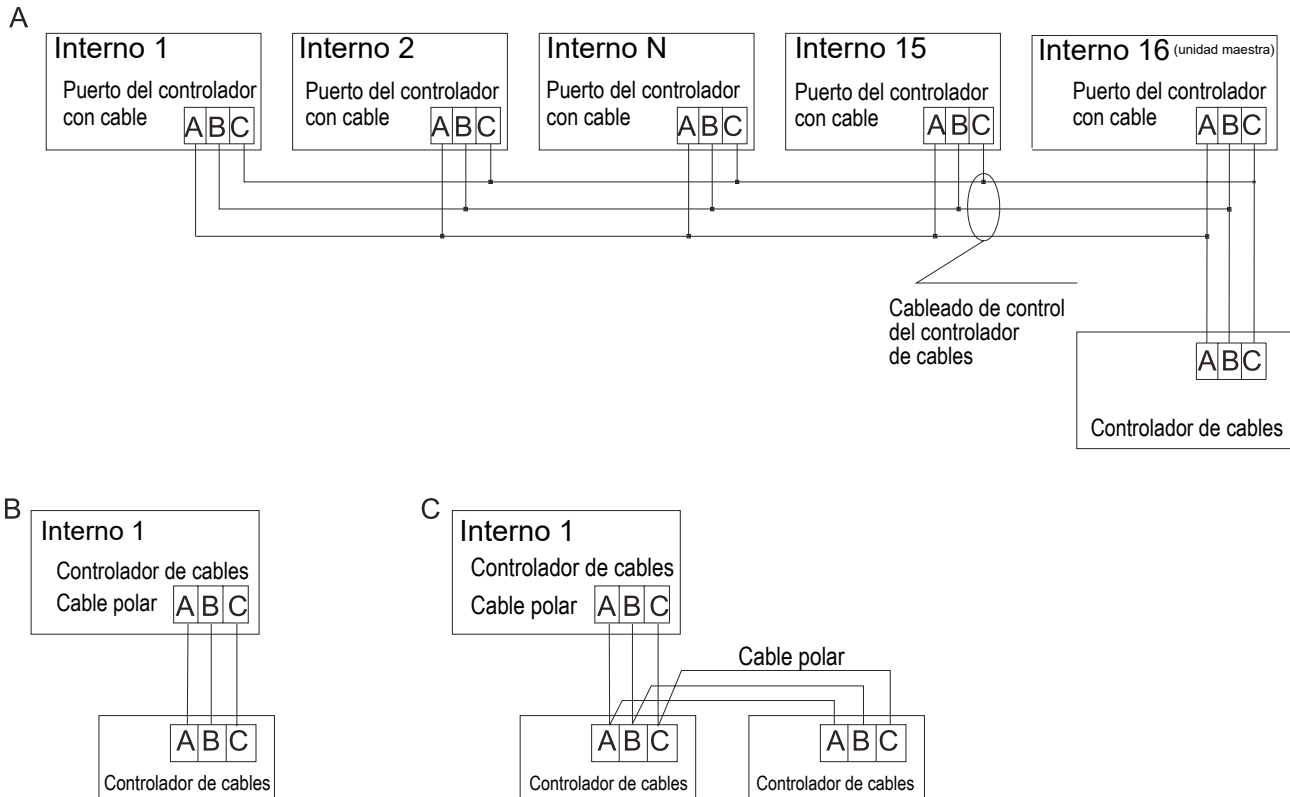 A
Interno 1
Puerto del controlador
con cable
A B C
Interno 2
Puerto del controlador
con cable
A B C
Interno N
Puerto del controlador
con cable
A B C
Interno 15
Puerto del controlador
con cable
A B C
Interno 16 (unidad maestra)
Puerto del controlador
con cable
A B C
Cableado de control
del controlador
de cables
A B C
Controlador de cables
B
Interno 1
Controlador de cables
Cable polar
A B C
A B C
Controlador de cables
C
Interno 1
Controlador de cables
Cable polar
A B C
Cable polar
A B C
Controlador de cables
A B C
Controlador de cables